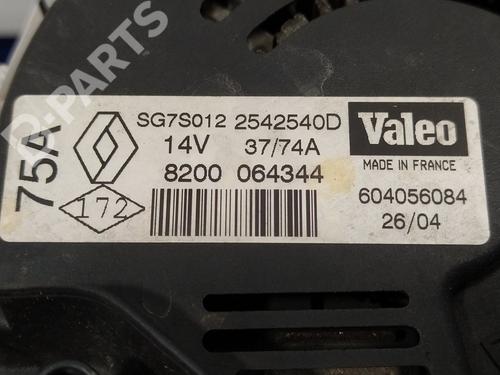 B-PARTS
75A
SG7S012 2542540D
14V 37/74A
8200 064344
172
Valeo
MADE IN FRANCE
604056084
26/04